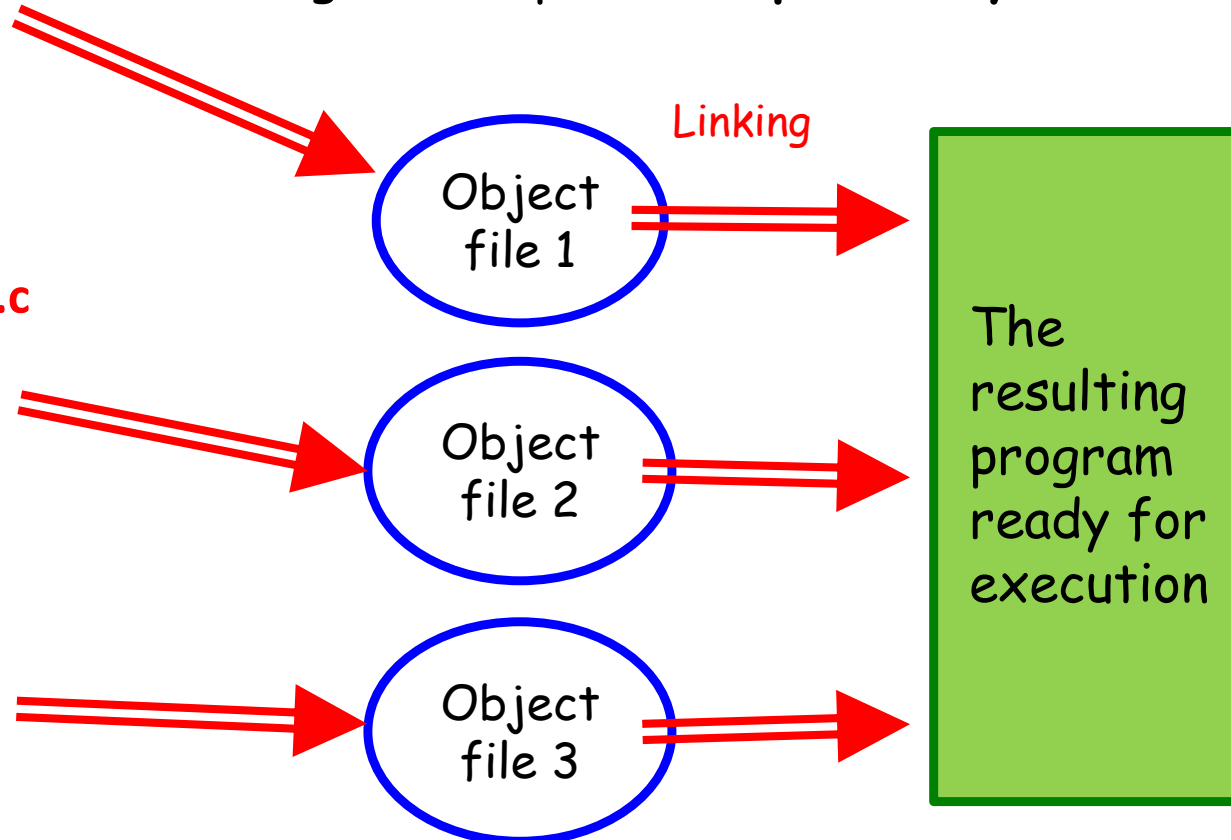 Linking
Object
file 1
.c
The
resulting
program
ready for
execution
Object
file 2
Object
file 3